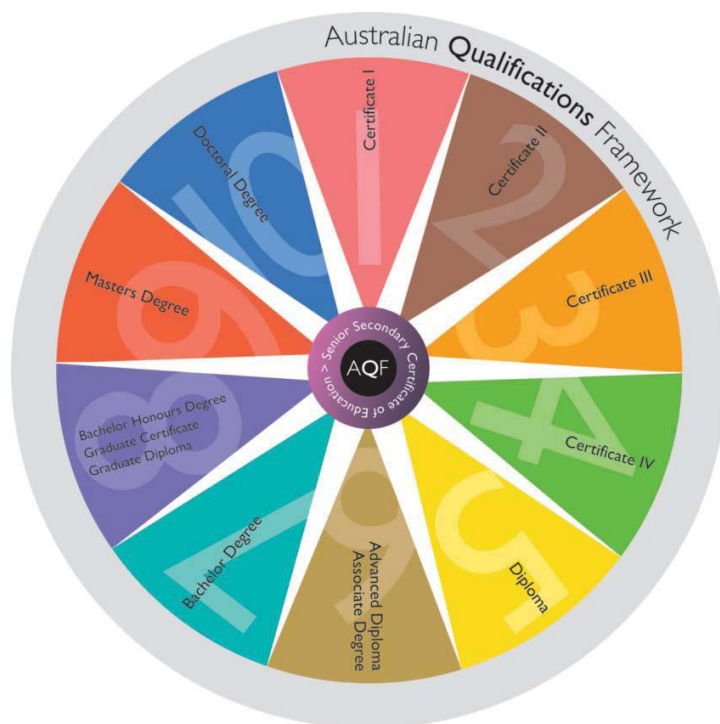 Australian Qualifications Framework
1
Certificate I
2
Certificate II
3
Certificate III
4
Certificate IV
5
Diploma
6
Advanced Diploma
Associate Degree
7
Bachelor Degree
8
Bachelor Honours Degree
Graduate Certificate
Graduate Diploma
9
Masters Degree
10
Doctoral Degree
Senior Secondary Certificate of Education <
AQF